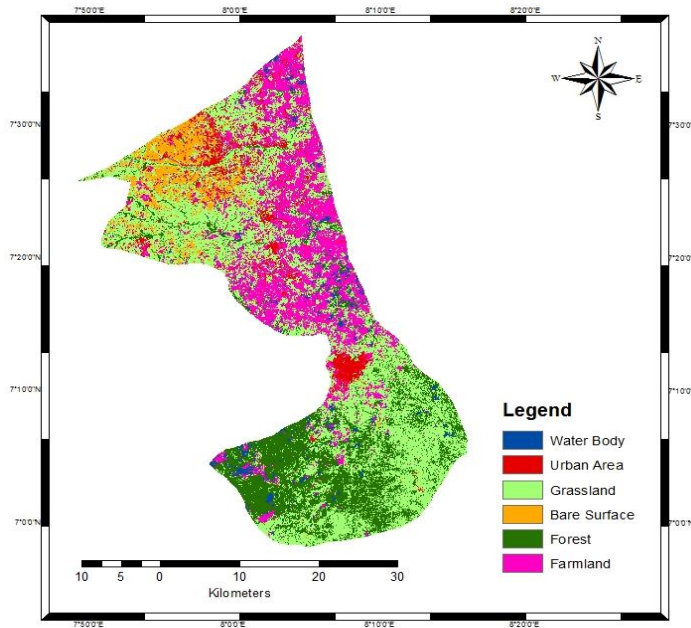 7°50'0"E 8°0'0"E 8°10'0"E 8°20'0"E
N
W E
S
7°30'0"N 7°30'0"
7°20'0"N 7°20'0
7°10'0"N 7°10'0
Legend
Water Body
Urban Area
Grassland
Bare Surface
Forest
Farmland
7°0'0"N 7°0'0"N
10 5 0 10 20 30
Kilometers
7°50'0"E 8°0'0"E 8°10'0"E 8°20'0"E